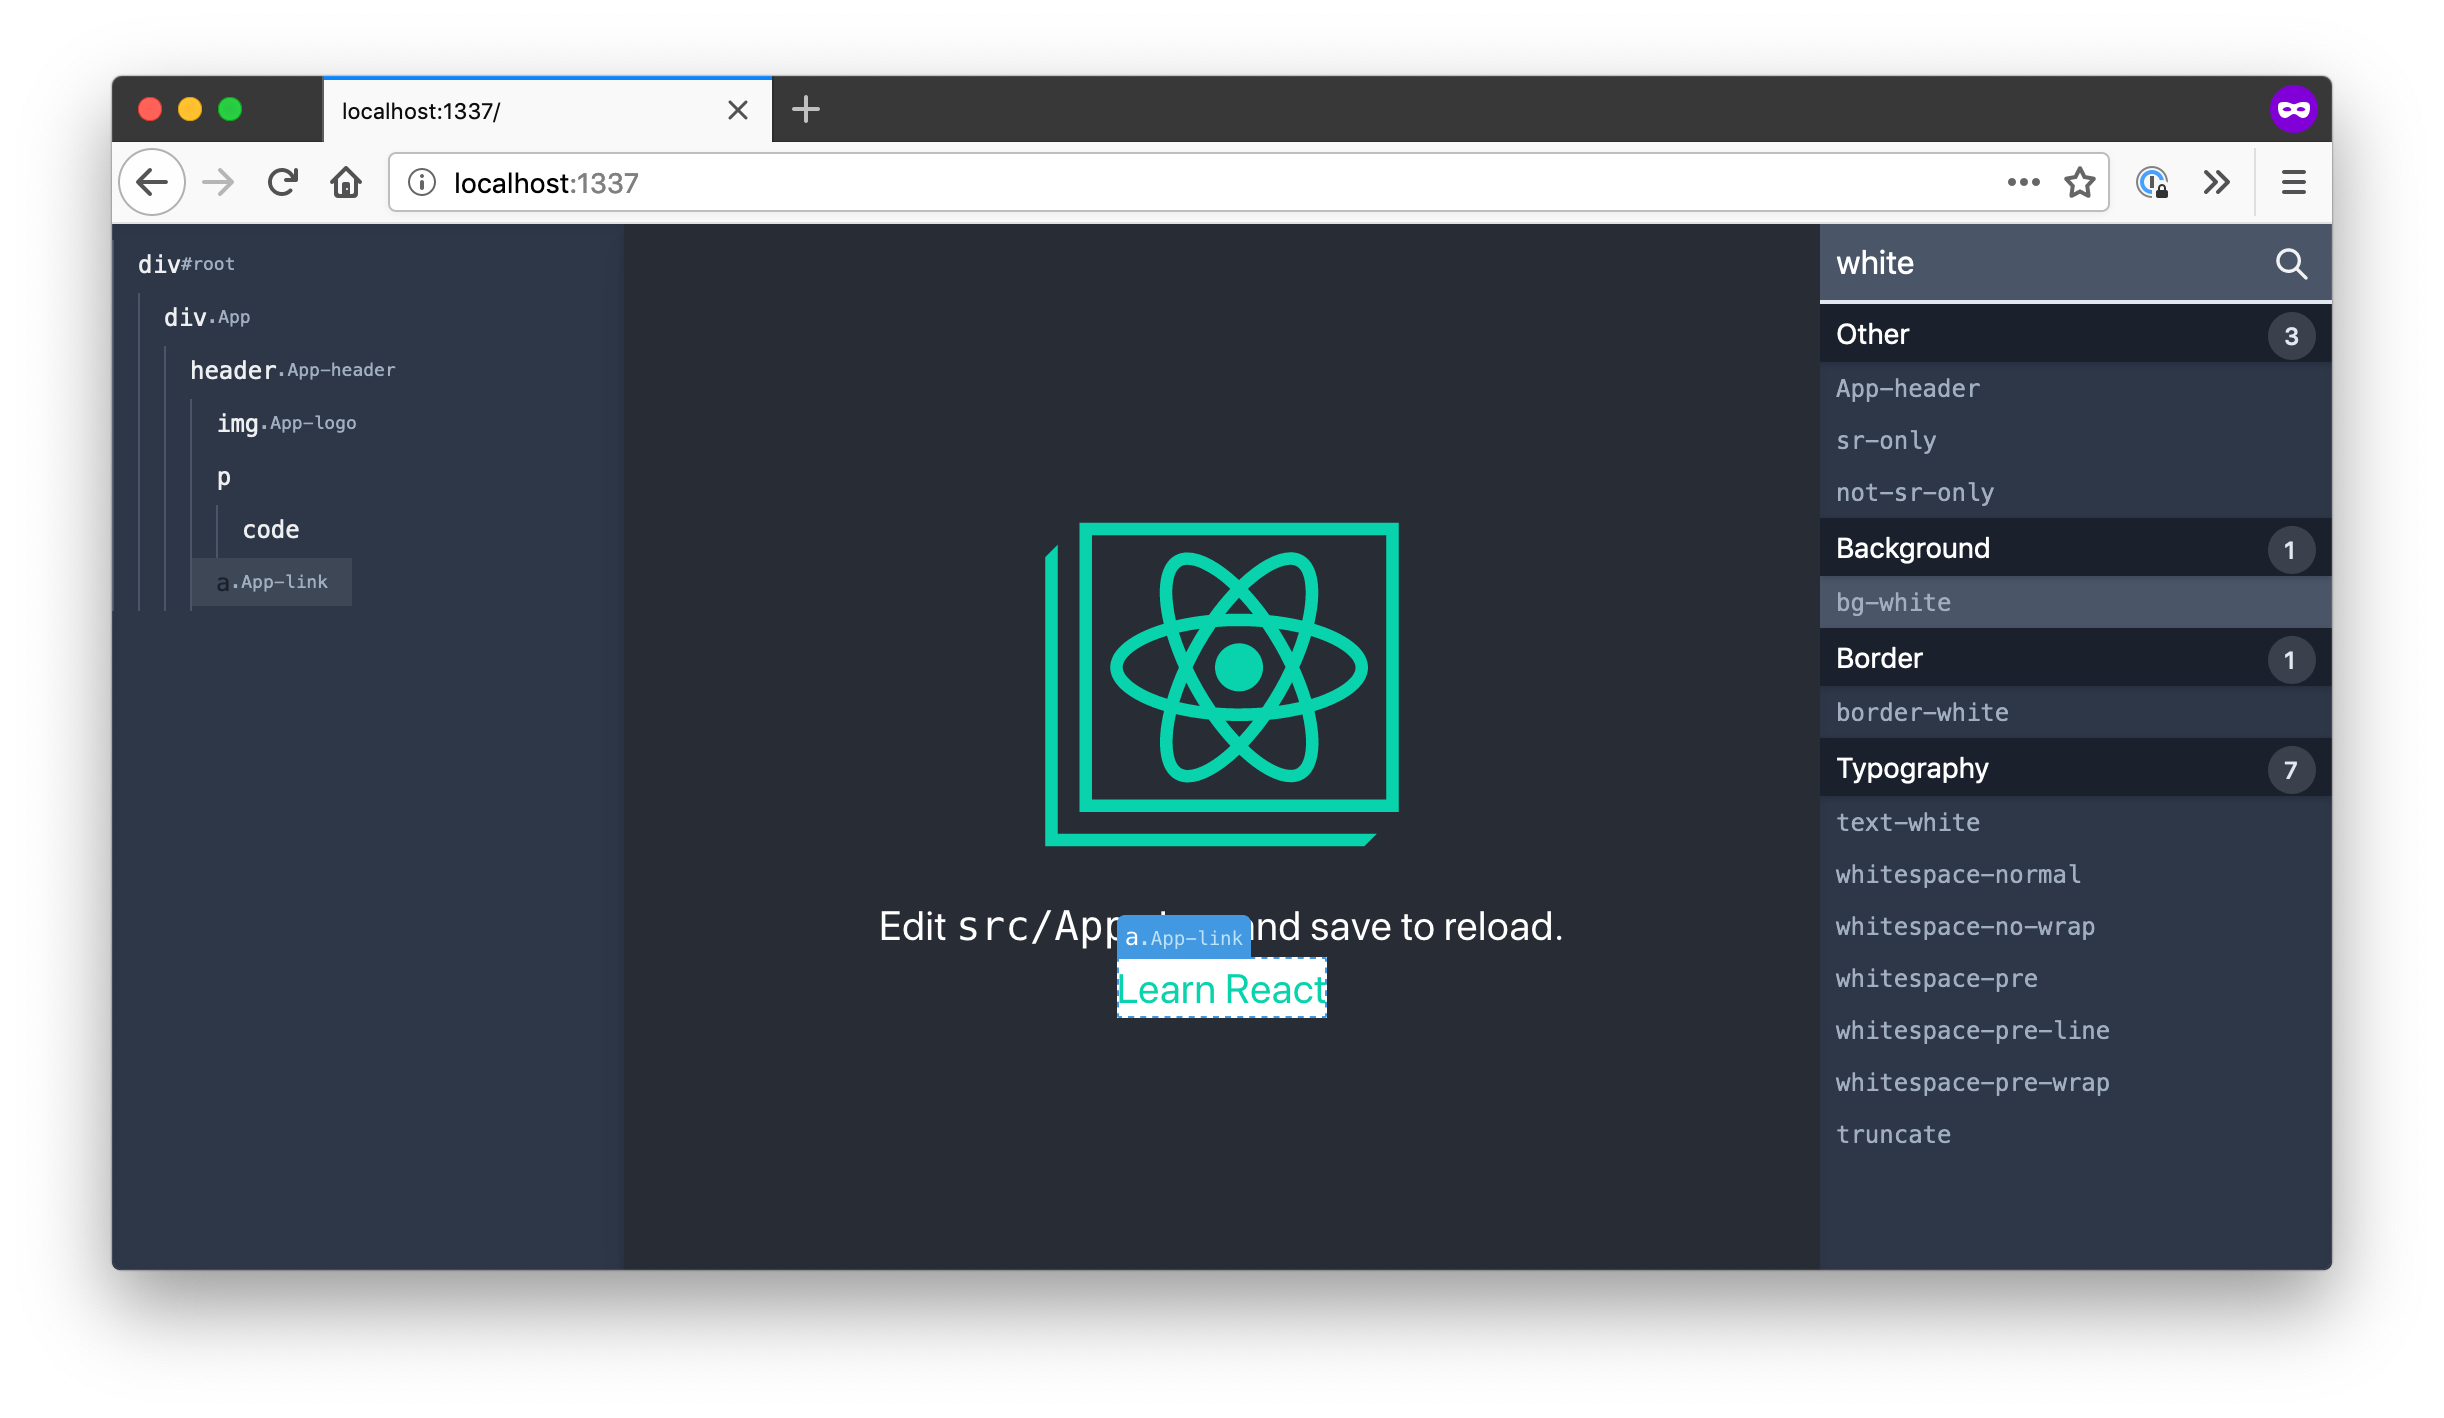 localhost:1337/
localhost:1337
div#root
div.App
header.App-header
img.App-logo
p
code
a.App-link
Edit src/App and save to reload.
a.App-link
Learn React
white
Other 3
App-header
sr-only
not-sr-only
Background 1
bg-white
Border 1
border-white
Typography 7
text-white
whitespace-normal
whitespace-no-wrap
whitespace-pre
whitespace-pre-line
whitespace-pre-wrap
truncate